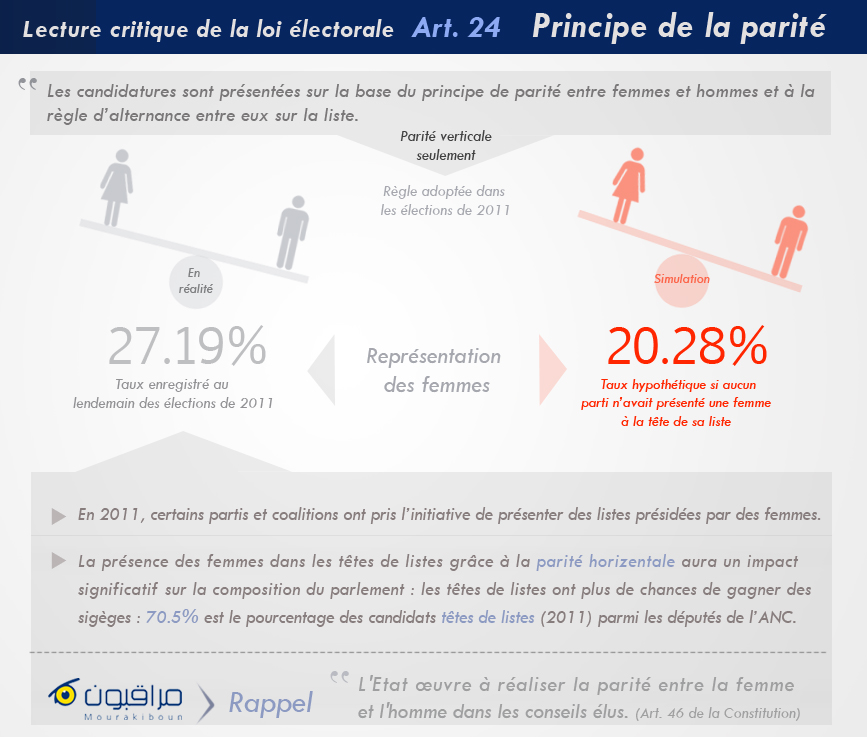 Lecture critique de la loi électorale Art. 24 Principe de la parité
Les candidatures sont présentées sur la base du principe de parité entre femmes et hommes et à la
règle d'alternance entre eux sur la liste.
Parité verticale
seulement
Règle adoptée dans
les élections de 2011
En
réalité
Simulation
27.19%
Taux enregistré au
lendemain des élections de 2011
Représentation
des femmes
20.28%
Taux hypothétique si aucun
parti n'avait présenté une femme
à la tête de sa liste
En 2011, certains partis et coalitions ont pris l'initiative de présenter des listes présidées par des femmes.
La présence des femmes dans les têtes de listes grâce à la parité horizentale aura un impact
significatif sur la composition du parlement : les têtes de listes ont plus de chances de gagner des
sigèges : 70.5% est le pourcentage des candidats têtes de listes (2011) parmi les députés de l'ANC.
مراقبون
Mourakiboun
Rappel
L'Etat œuvre à réaliser la parité entre la femme
et l'homme dans les conseils élus. (Art. 46 de la Constitution)